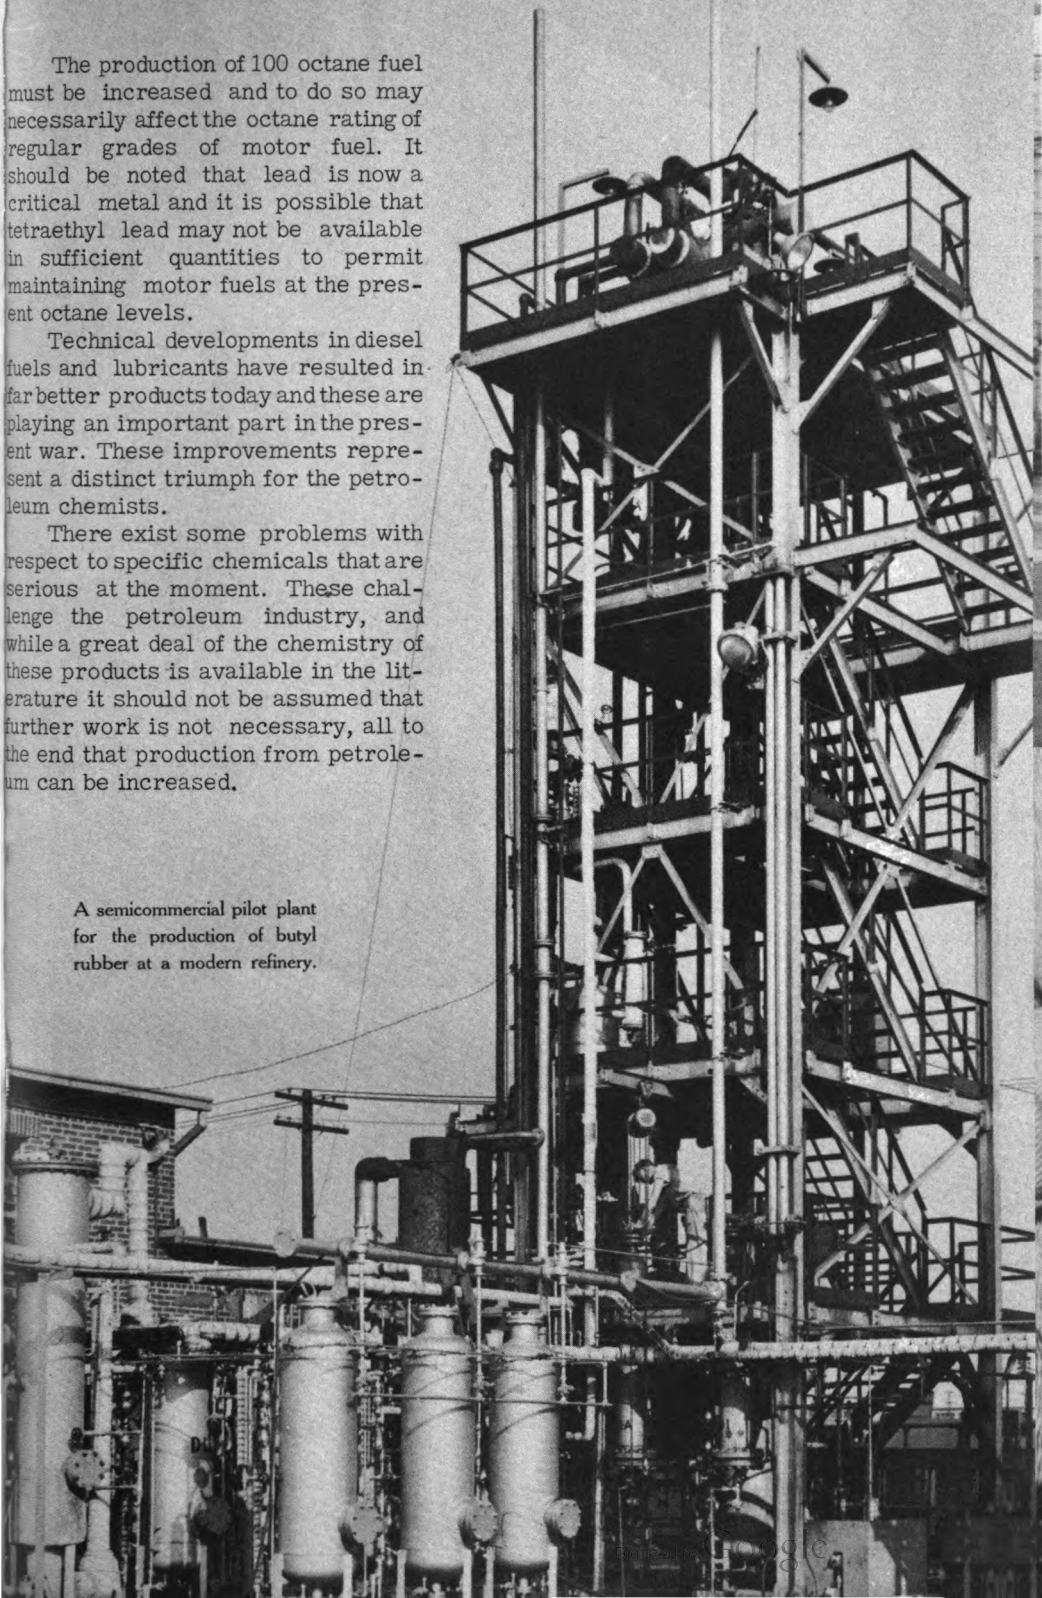 The production of 100 octane fuel
must be increased and to do so may
necessarily affect the octane rating of
regular grades of motor fuel. It
should be noted that lead is now a
critical metal and it is possible that
tetraethyl lead may not be available
in sufficient quantities to permit
maintaining motor fuels at the pres-
ent octane levels.
Technical developments in diesel
fuels and lubricants have resulted in
far better products today and these are
playing an important part in the pres-
ent war. These improvements repre-
sent a distinct triumph for the petro-
leum chemists.
There exist some problems with
respect to specific chemicals that are
serious at the moment. These chal-
lenge the petroleum industry, and
while a great deal of the chemistry of
these products is available in the lit-
erature it should not be assumed that
further work is not necessary, all to
the end that production from petrole-
um can be increased.
A semicommercial pilot plant
for the production of butyl
rubber at a modern refinery.
Google